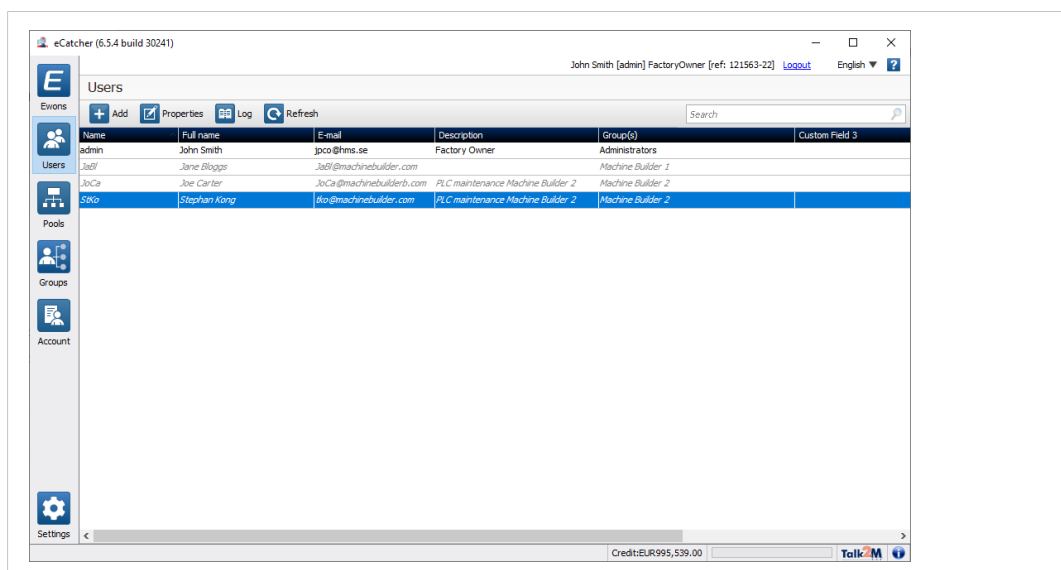 eCatcher (6.5.4 build 30241)
John Smith [admin] FactoryOwner [ref: 121563-22] Logout English ?
E
Ewons
Users
Add Properties Log Refresh Search
Name Full name E-mail Description Group(s) Custom Field 3
admin John Smith jpco@hms.se Factory Owner Administrators
JaBl Jane Bloggs JaBl@machinebuilder.com Machine Builder 1
JoCa Joe Carter JoCa@machinebuilderb.com PLC maintenance Machine Builder 2 Machine Builder 2
StKo Stephan Kong tko@machinebuilder.com PLC maintenance Machine Builder 2 Machine Builder 2
Users
Pools
Groups
Account
Settings
Credit:EUR995,539.00 Talk2M